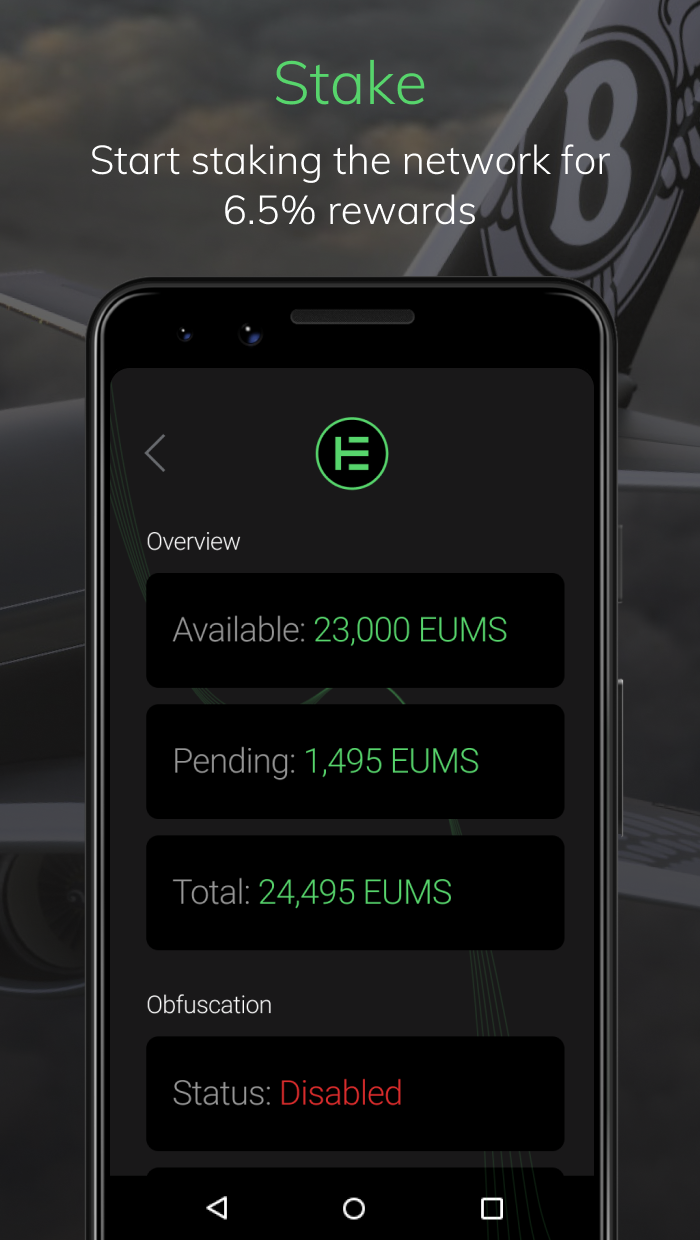 Stake
Start staking the network for
6.5% rewards
B
Overview
Available: 23,000 EUMS
Pending: 1,495 EUMS
Total: 24,495 EUMS
Obfuscation
Status: Disabled